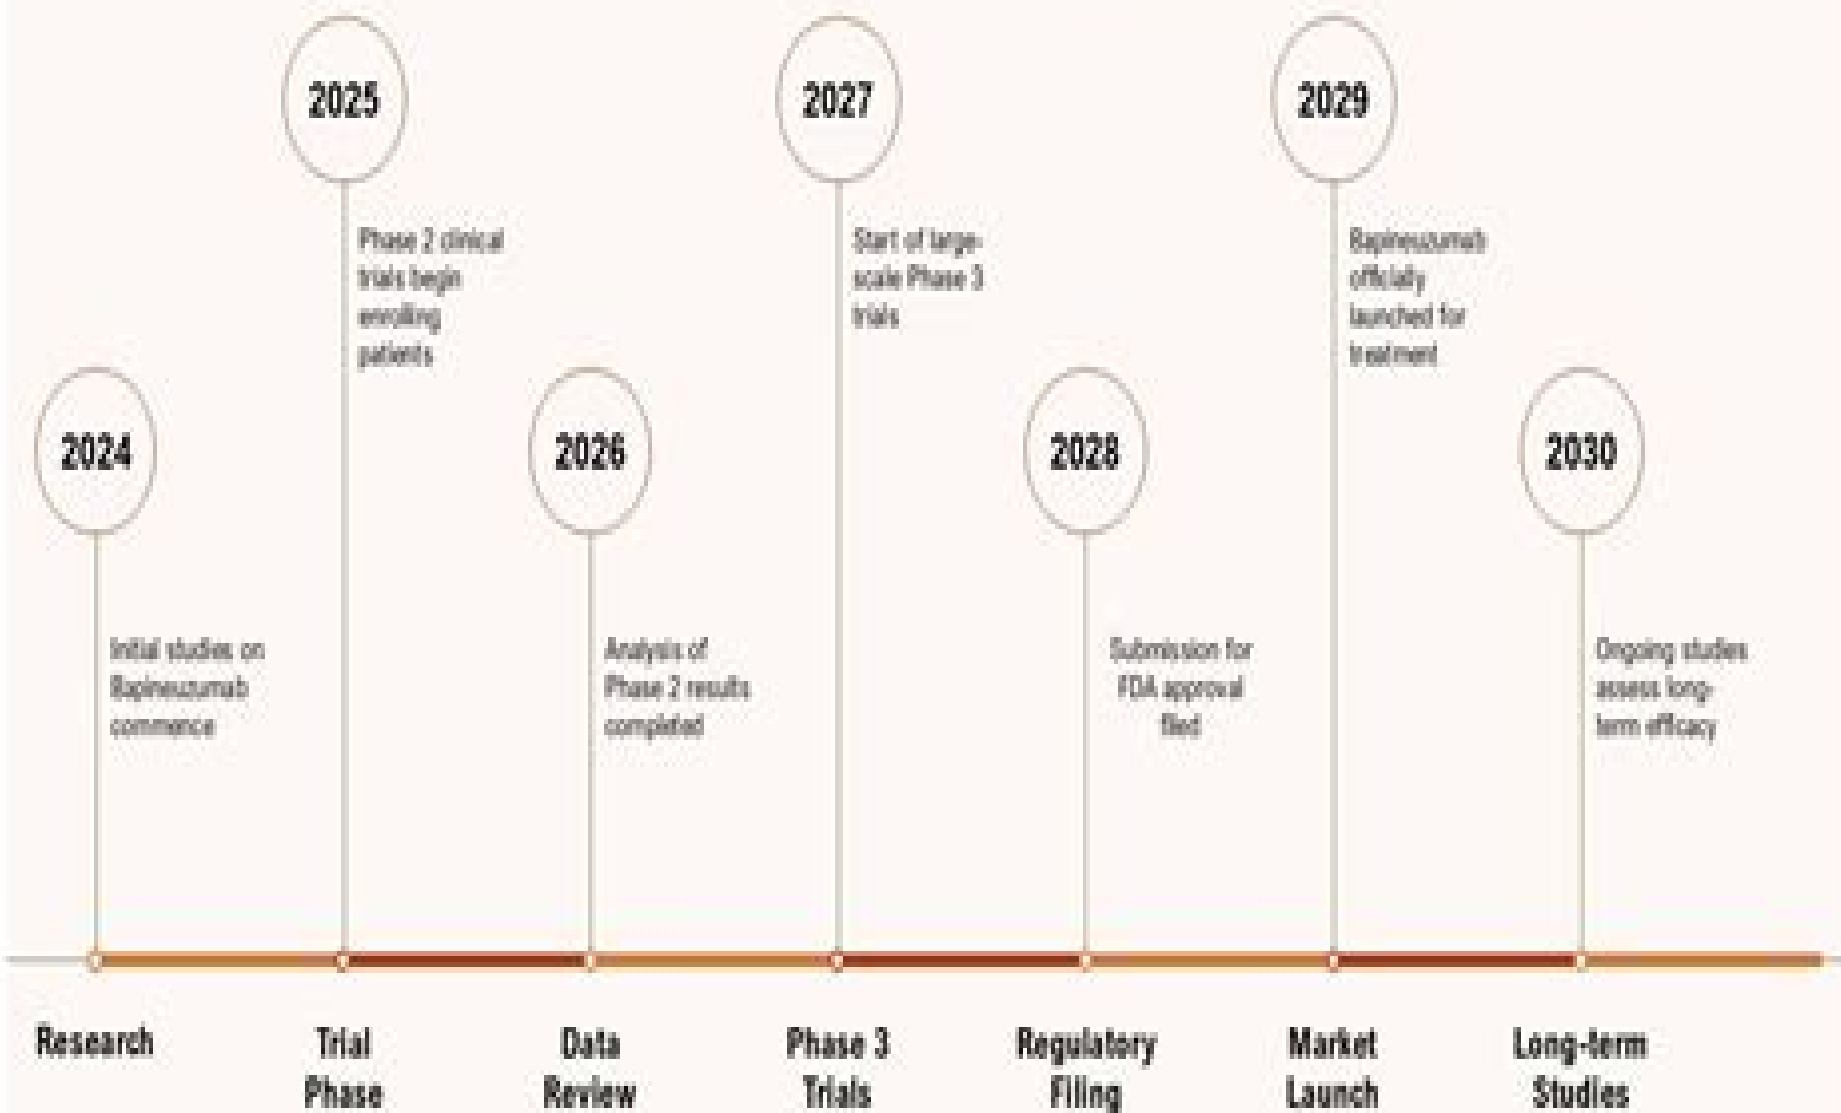 2024
Initial studies on
Bapineuzumab
commence
Research
2025
Phase 2 clinical
trials begin
enrolling
patients
Trial
Phase
2026
Analysis of
Phase 2 results
completed
Data
Review
2027
Start of large-
scale Phase 3
trials
Phase 3
Trials
2028
Submission for
FDA approval
filed
Regulatory
Filing
2029
Bapineuzumab
officially
launched for
treatment
Market
Launch
2030
Ongoing studies
assess long-
term efficacy
Long-term
Studies